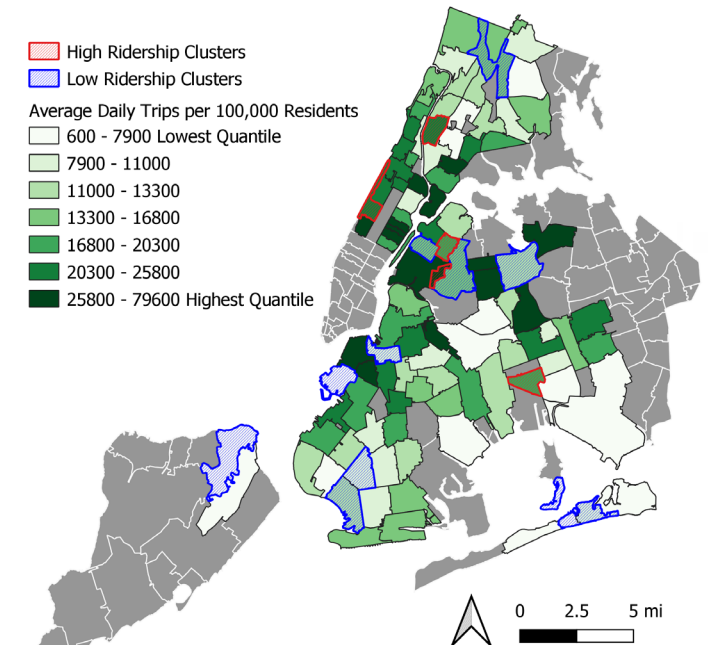 High Ridership Clusters
Low Ridership Clusters
Average Daily Trips per 100,000 Residents
600 - 7900 Lowest Quantile
7900 - 11000
11000 - 13300
13300 - 16800
16800 - 20300
20300 - 25800
25800 - 79600 Highest Quantile
0 2.5 5 mi